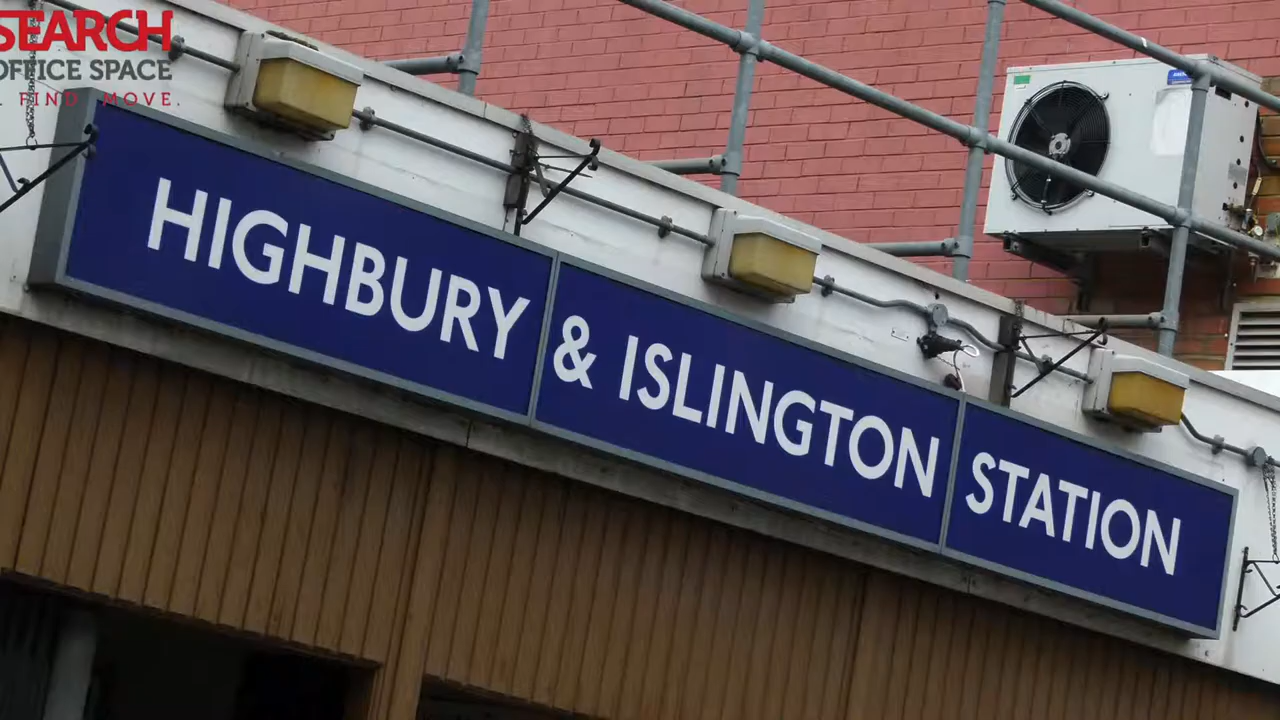 SEARCH
OFFICE SPACE
FIND MOVE.
HIGHBURY & ISLINGTON STATION